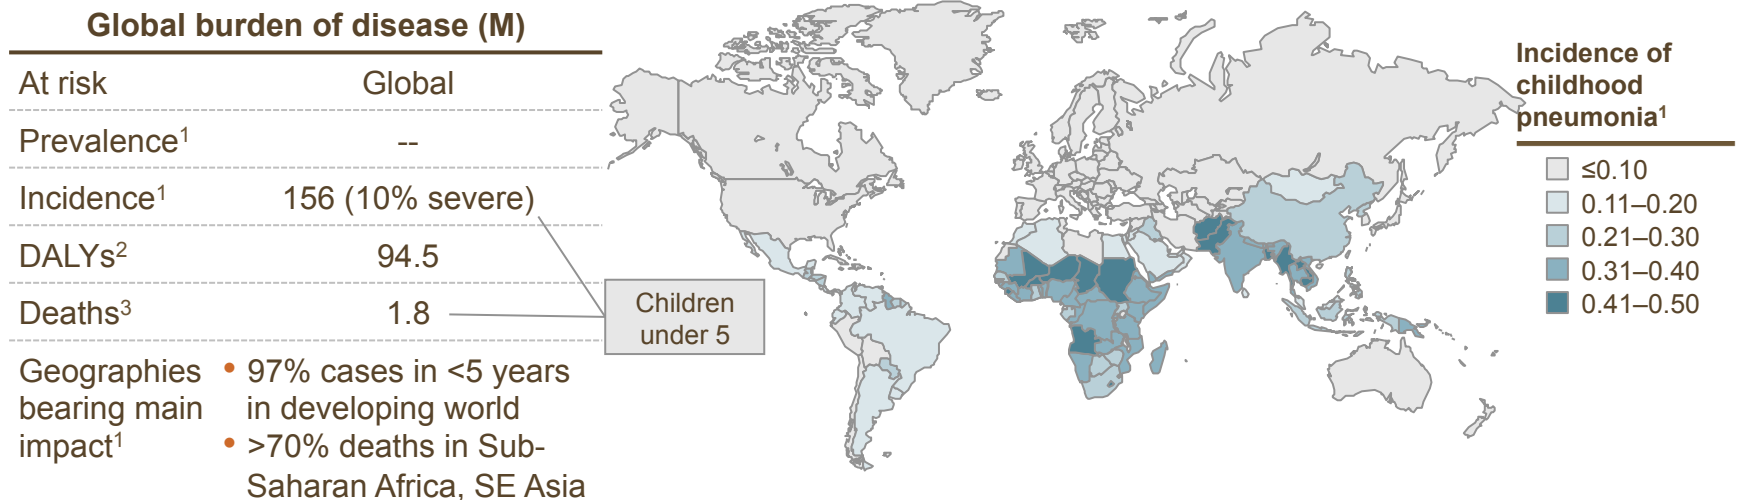 Global burden of disease (M)
At risk Global
Prevalence1 --
Incidence1 156 (10% severe)
DALYs2 94.5
Deaths3 1.8
Geographies
bearing main
impact1
• 97% cases in <5 years
in developing world
• >70% deaths in Sub-
Saharan Africa, SE Asia
Children
under 5
Incidence of
childhood
pneumonia1
≤0.10
0.11–0.20
0.21–0.30
0.31–0.40
0.41–0.50